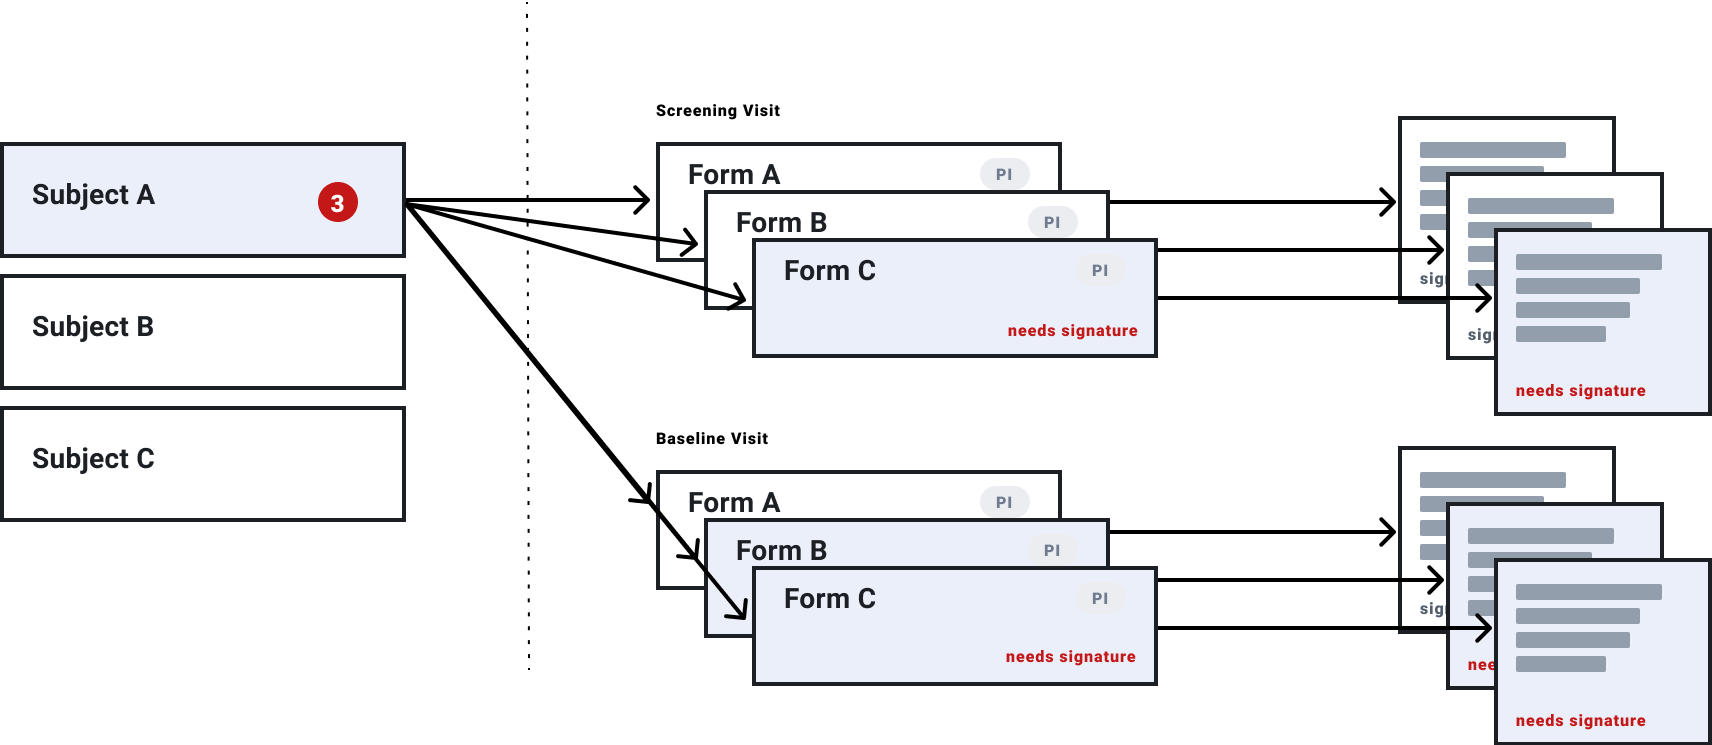 Subject A
3
Subject B
Subject C
Screening Visit
Form A
PI
Form B
PI
Form C
PI
needs signature
sig
sig
needs signature
Baseline Visit
Form A
PI
Form B
PI
Form C
PI
needs signature
sig
nee
needs signature